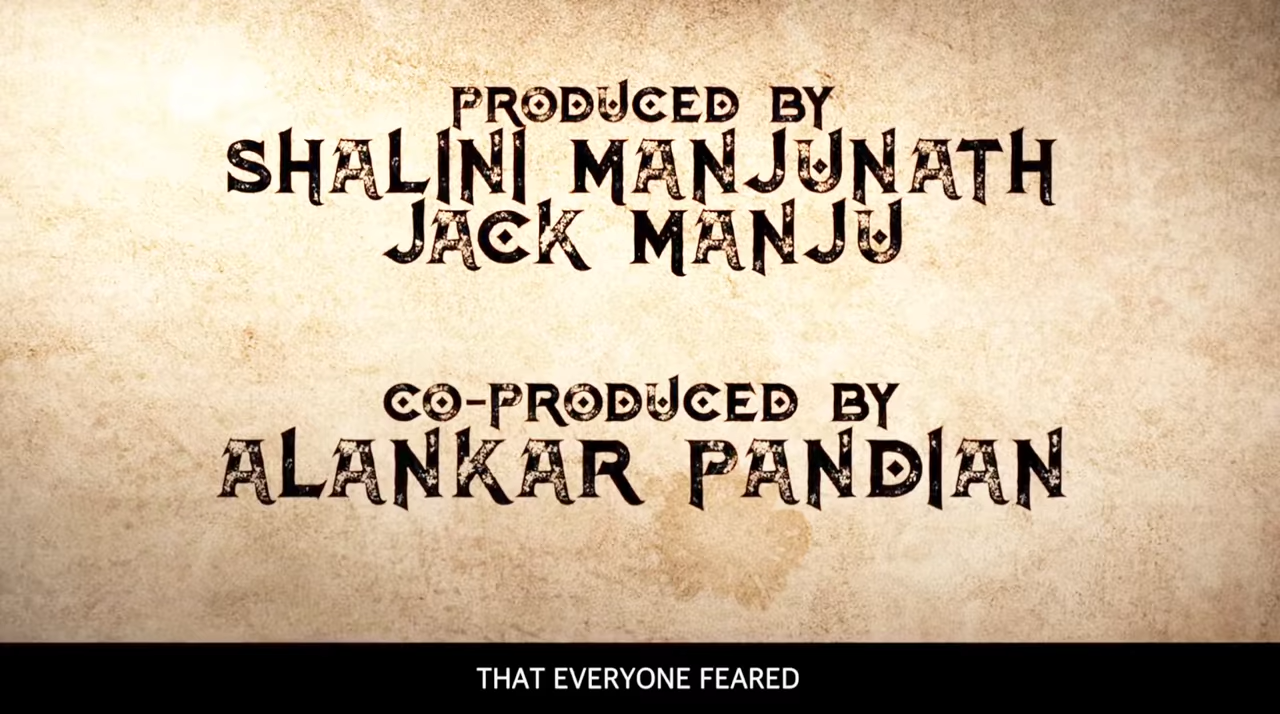 PRODUCED BY
SHALINI MANJUNATH
JACK MANJU
CO-PRODUCED BY
ALANKAR PANDIAN
THAT EVERYONE FEARED